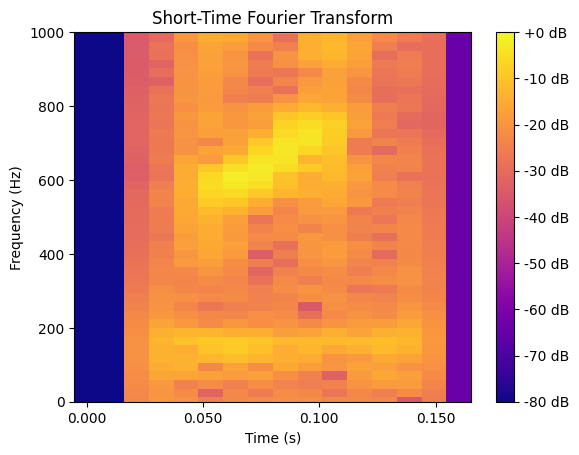 Short-Time Fourier Transform
1000
800
600
400
200
0
Frequency (Hz)
0.000
0.050
0.100
0.150
Time (s)
+0 dB
-10 dB
-20 dB
-30 dB
-40 dB
-50 dB
-60 dB
-70 dB
-80 dB